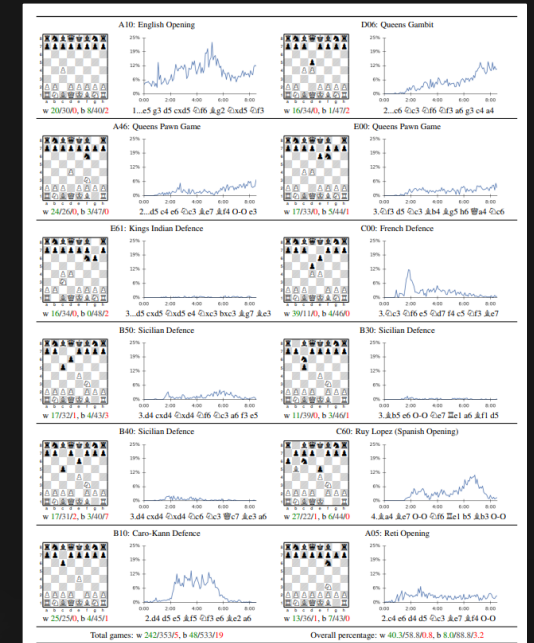 A10: English Opening
D06: Queens Gambit
w 20/30/0, b 8/40/2
1...e5 g3 d5 cxd5 ♘f6 ♗g2 ♘xd5 ♘f3
w 16/34/0, b 1/47/2
2...c6 ♘c3 ♘f6 ♘f3 a6 g3 c4 a4
A46: Queens Pawn Game
E00: Queens Pawn Game
w 24/26/0, b 3/47/0
2...d5 c4 e6 ♘c3 ♗e7 ♗f4 O-O e3
w 17/33/0, b 5/44/1
3.♘f3 d5 ♘c3 ♗b4 ♗g5 h6 ♕a4 ♘c6
E61: Kings Indian Defence
C00: French Defence
w 16/34/0, b 0/48/2
3...d5 cxd5 ♘xd5 e4 ♘xc3 bxc3 ♗g7 ♗e3
w 39/11/0, b 4/46/0
3.♘c3 ♘f6 e5 ♘d7 f4 c5 ♘f3 ♗e7
B50: Sicilian Defence
B30: Sicilian Defence
w 17/32/1, b 4/43/3
3.d4 cxd4 ♘xd4 ♘f6 ♘c3 a6 f3 e5
w 11/39/0, b 3/46/1
3.♗b5 e6 O-O ♘e7 ♖e1 a6 ♗f1 d5
B40: Sicilian Defence
C60: Ruy Lopez (Spanish Opening)
w 17/31/2, b 3/40/7
3.d4 cxd4 ♘xd4 ♘c6 ♘c3 ♕c7 ♗e3 a6
w 27/22/1, b 6/44/0
4.♗a4 ♗e7 O-O ♘f6 ♖e1 b5 ♗b3 O-O
B10: Caro-Kann Defence
A05: Reti Opening
w 25/25/0, b 4/45/1
2.d4 d5 e5 ♗f5 ♘f3 e6 ♗e2 a6
w 13/36/1, b 7/43/0
2.c4 e6 d4 d5 ♘c3 ♗e7 ♗f4 O-O
Total games: w 242/353/5, b 48/533/19
Overall percentage: w 40.3/58.8/0.8, b 8.0/88.8/3.2